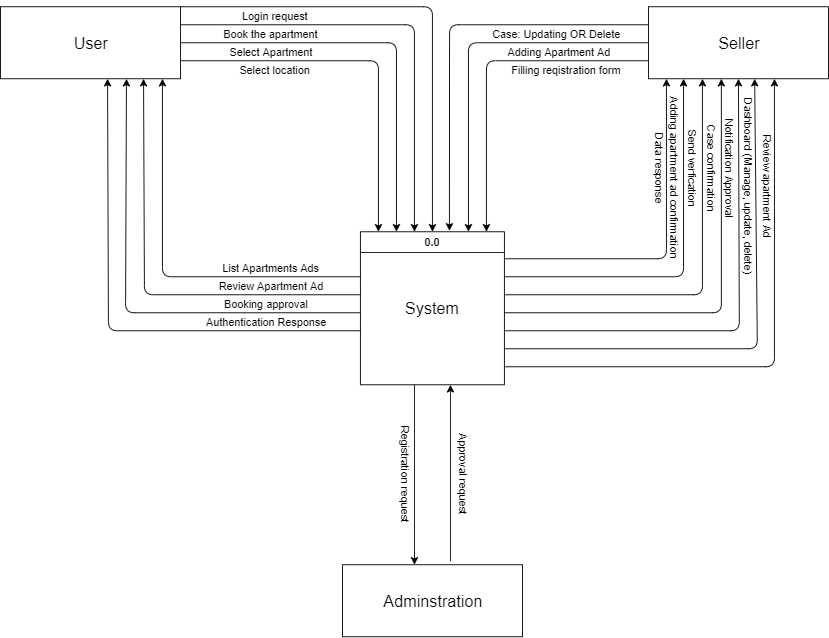 User
Login request
Book the apartment
Select Apartment
Select location
Case: Updating OR Delete
Adding Apartment Ad
Filling reqistration form
Seller
Data response
Adding apartment ad confirmation
Send verfication
Case confirmation
Notification Approval
Dashboard (Manage, update, delete)
Review apartment Ad
0.0
System
List Apartments Ads
Review Apartment Ad
Booking approval
Authentication Response
Registration request
Approval request
Adminstration